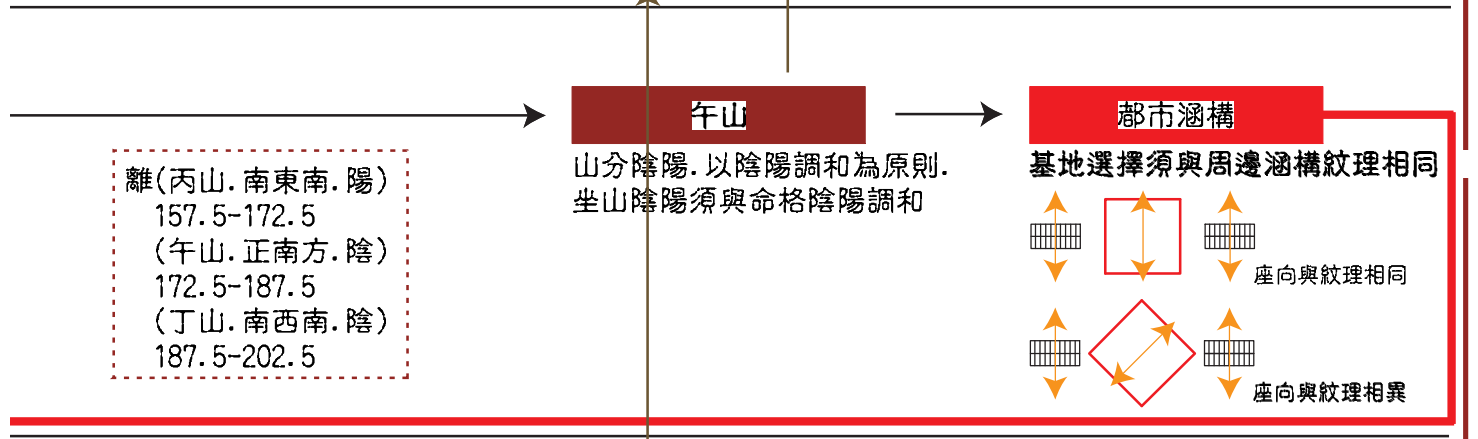 午山
都市涵構
山分陰陽.以陰陽調和為原則.
坐山陰陽須與命格陰陽調和
基地選擇須與周邊涵構紋理相同
離(丙山.南東南.陽)
157.5-172.5
(午山.正南方.陰)
172.5-187.5
(丁山.南西南.陰)
187.5-202.5
座向與紋理相同
座向與紋理相異